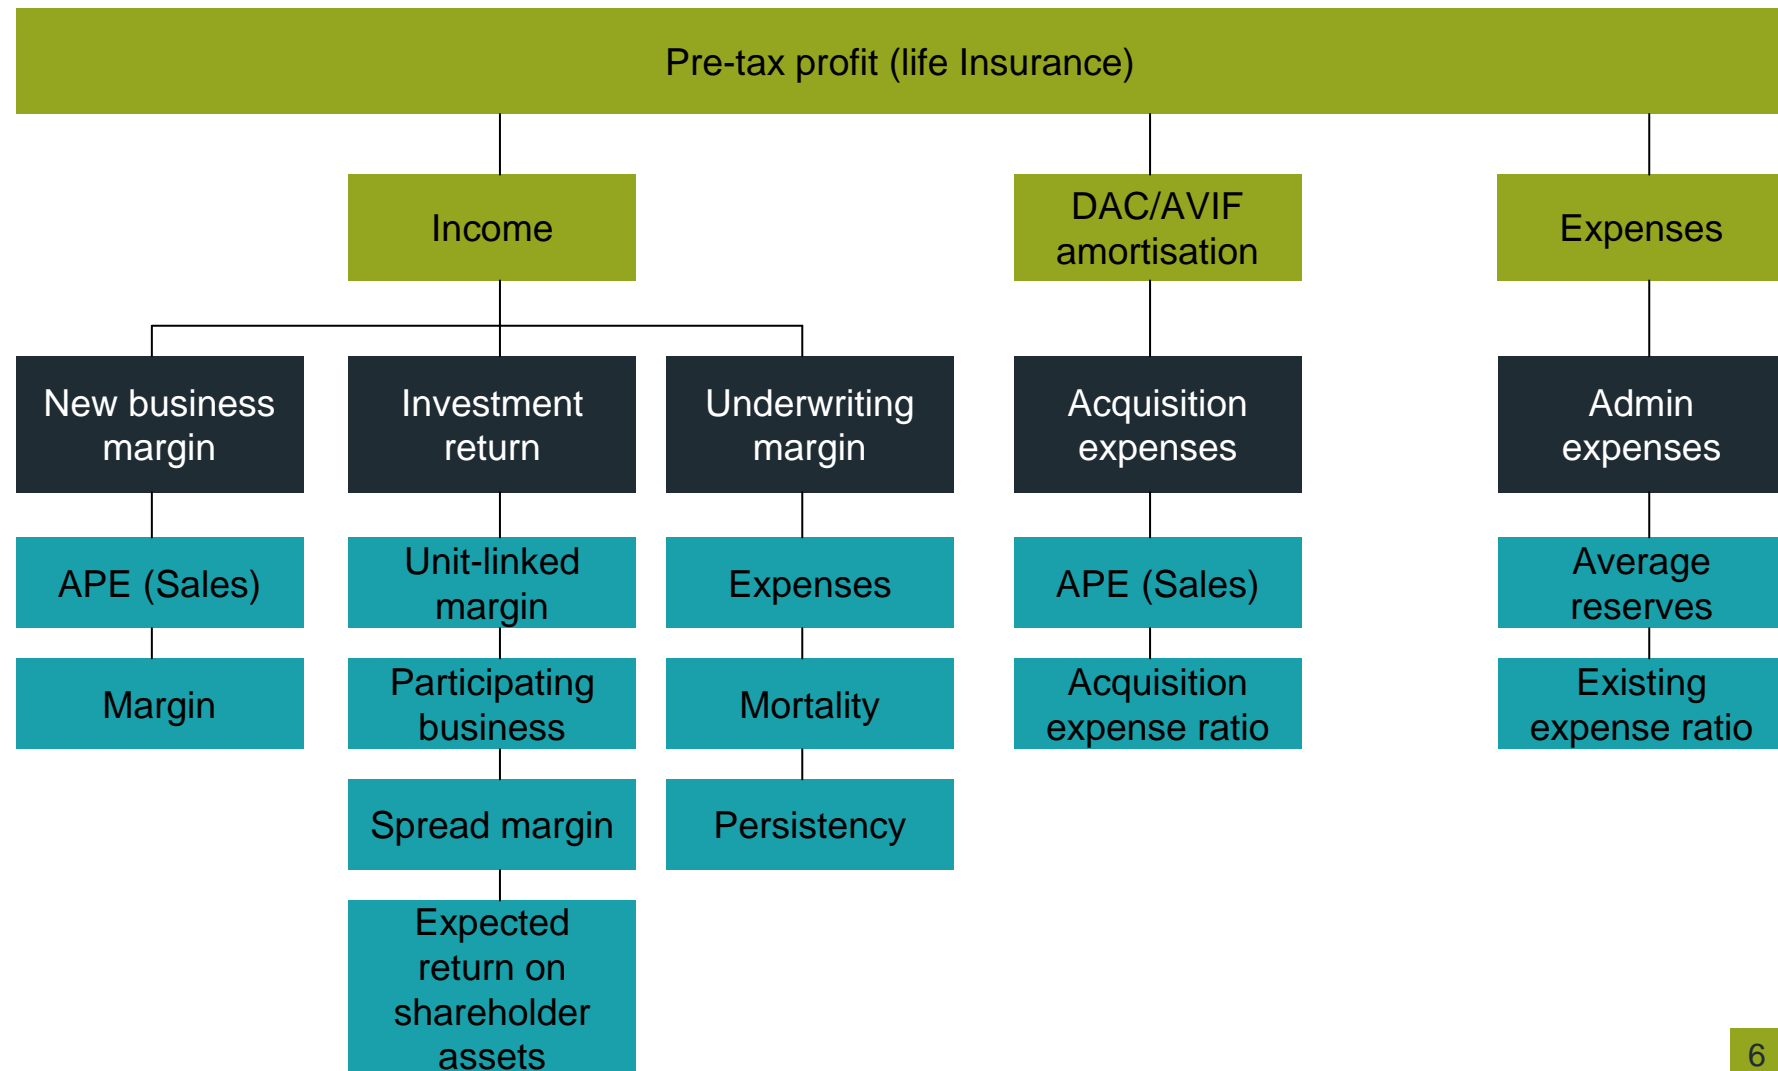 Pre-tax profit (life Insurance)
Income
DAC/AVIF
amortisation
Expenses
New business
margin
Investment
return
Underwriting
margin
Acquisition
expenses
Admin
expenses
APE (Sales)
Unit-linked
margin
Expenses
APE (Sales)
Average
reserves
Margin
Participating
business
Mortality
Acquisition
expense ratio
Existing
expense ratio
Spread margin
Persistency
Expected
return on
shareholder
assets
6